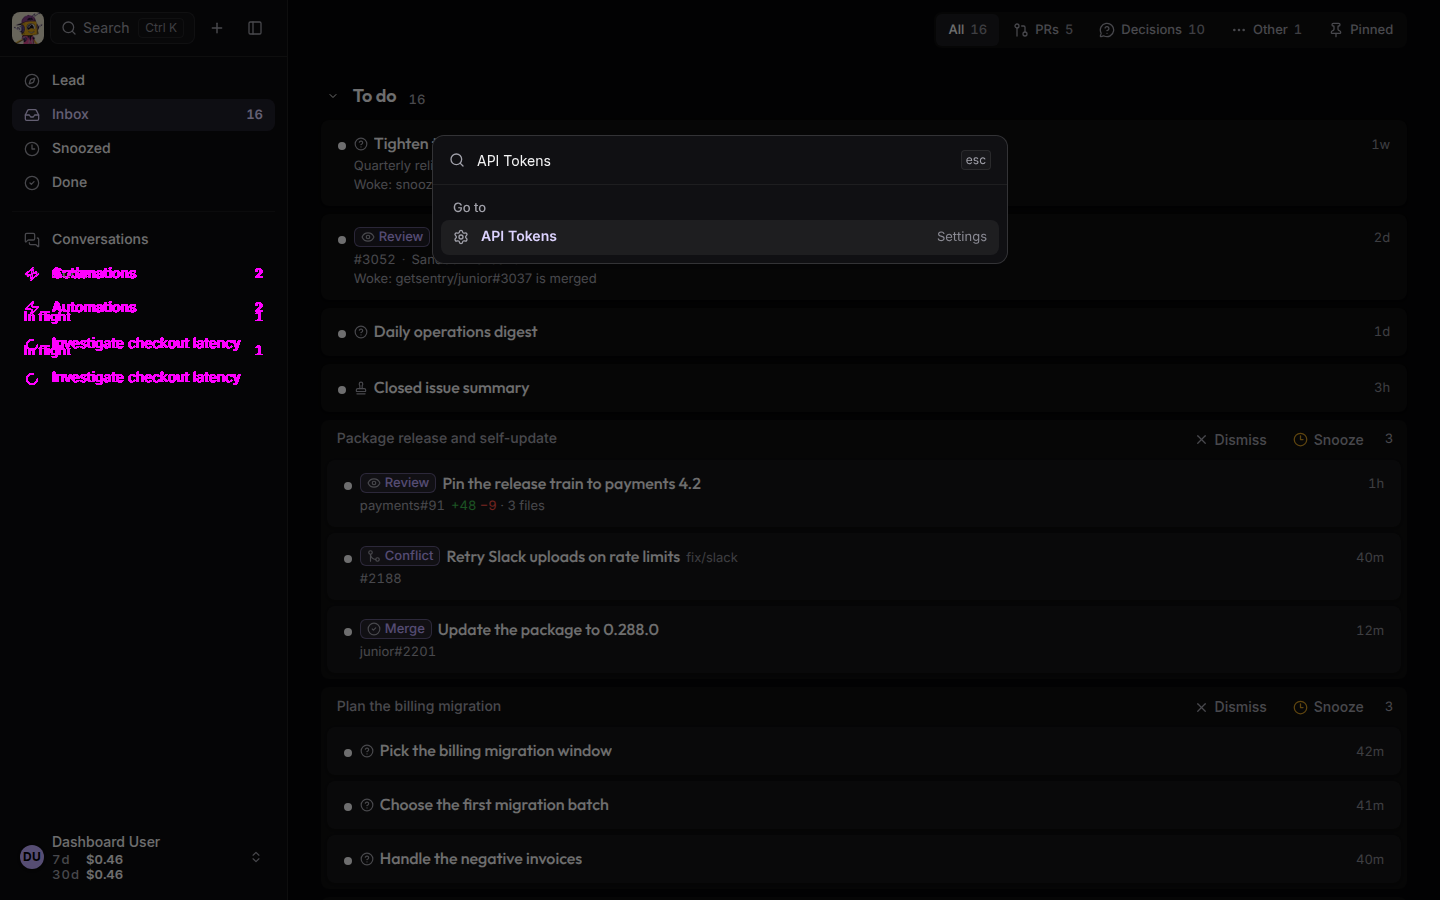 Search Ctrl K
All 16 PRs 5 Decisions 10 Other 1 Pinned
Lead
Inbox 16
Snoozed
Done
Conversations
2
Automations 2
In flight 1
Investigate checkout latency
In flight 1
Investigate checkout latency
Dashboard User
7d $0.46
30d $0.46
DU
To do 16
Tighten
1w
Quarterly reli
Woke: snooz
API Tokens esc
Go to
API Tokens Settings
Review
2d
#3052 · San
Woke: getsentry/junior#3037 is merged
Daily operations digest 1d
Closed issue summary 3h
Package release and self-update Dismiss Snooze 3
Review Pin the release train to payments 4.2 1h
payments#91 +48 −9 · 3 files
Conflict Retry Slack uploads on rate limits fix/slack 40m
#2188
Merge Update the package to 0.288.0 12m
junior#2201
Plan the billing migration Dismiss Snooze 3
Pick the billing migration window 42m
Choose the first migration batch 41m
Handle the negative invoices 40m